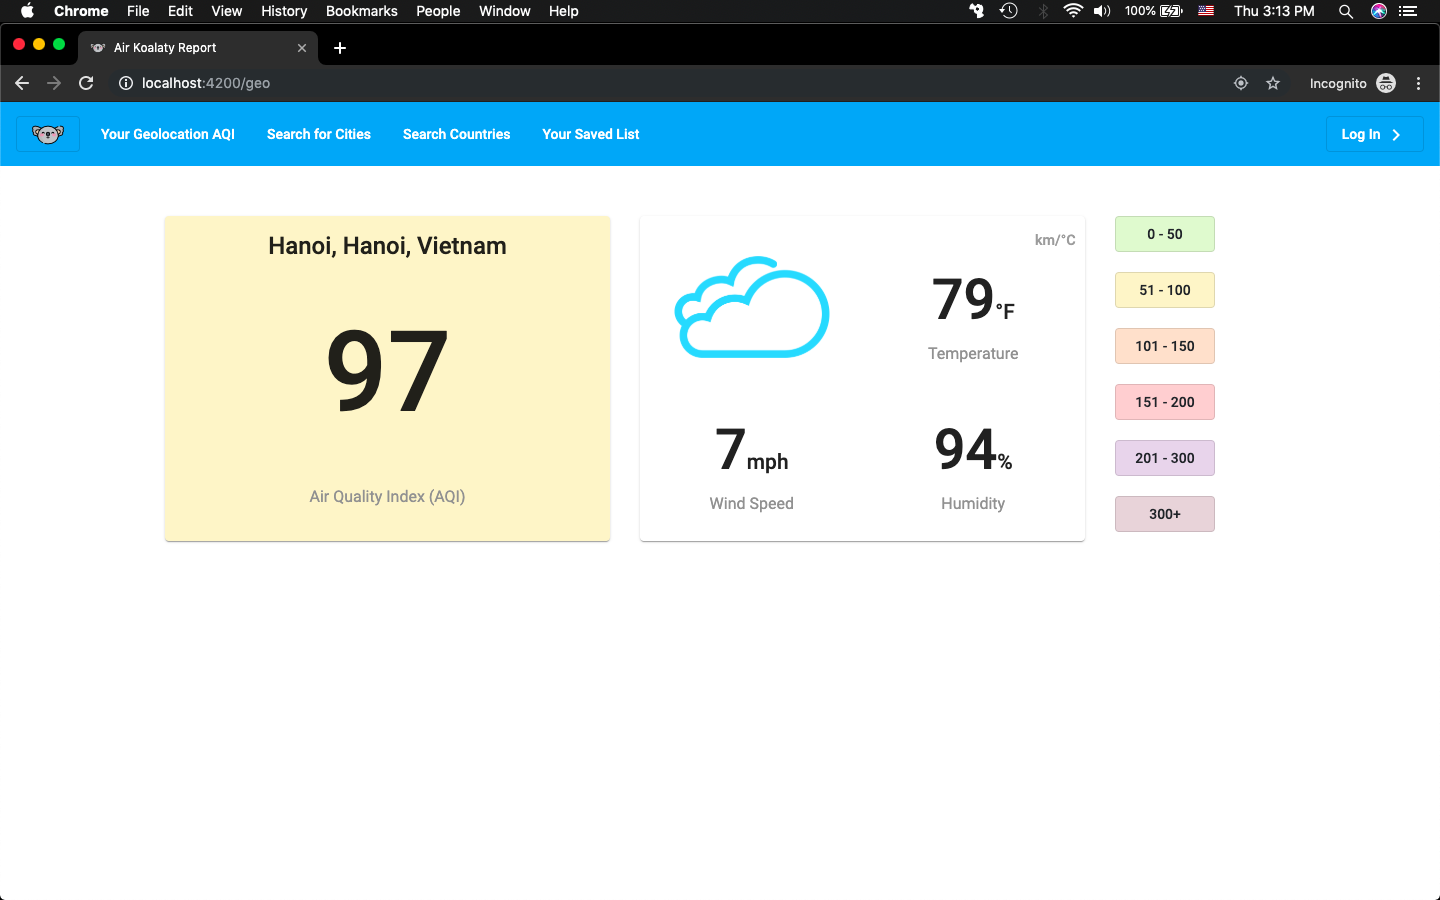 Chrome File Edit View History Bookmarks People Window Help 100% Thu 3:13 PM
Air Koalaty Report
localhost:4200/geo Incognito
Your Geolocation AQI Search for Cities Search Countries Your Saved List Log In
Hanoi, Hanoi, Vietnam
97
Air Quality Index (AQI)
km/°C
79°F
Temperature
7mph
Wind Speed
94%
Humidity
0 - 50
51 - 100
101 - 150
151 - 200
201 - 300
300+